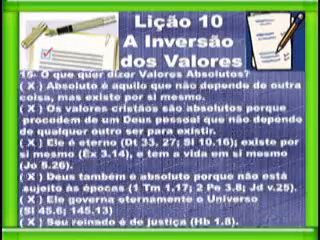 Lição 10
A Inversão
dos Valores
15- O que quer dizer Valores Absolutos?
( X ) Absoluto é aquilo que não depende de outra
coisa, mas existe por si mesmo.
( X ) Os valores cristãos são absolutos porque
procedem de um Deus pessoal que não depende
de qualquer outro ser para existir.
( X ) Ele é eterno (Dt 33, 27; Sl 10.16); existe por
si mesmo (Êx 3.14), e tem a vida em si mesmo
(Jo 5.26).
( X ) Deus também é absoluto porque não está
sujeito às épocas (1 Tm 1.17; 2 Pe 3.8; Jd v.25).
( X ) Ele governa eternamente o Universo
(Sl 45.6; 145.13)
( X ) Seu reinado é de justiça (Hb 1.8).